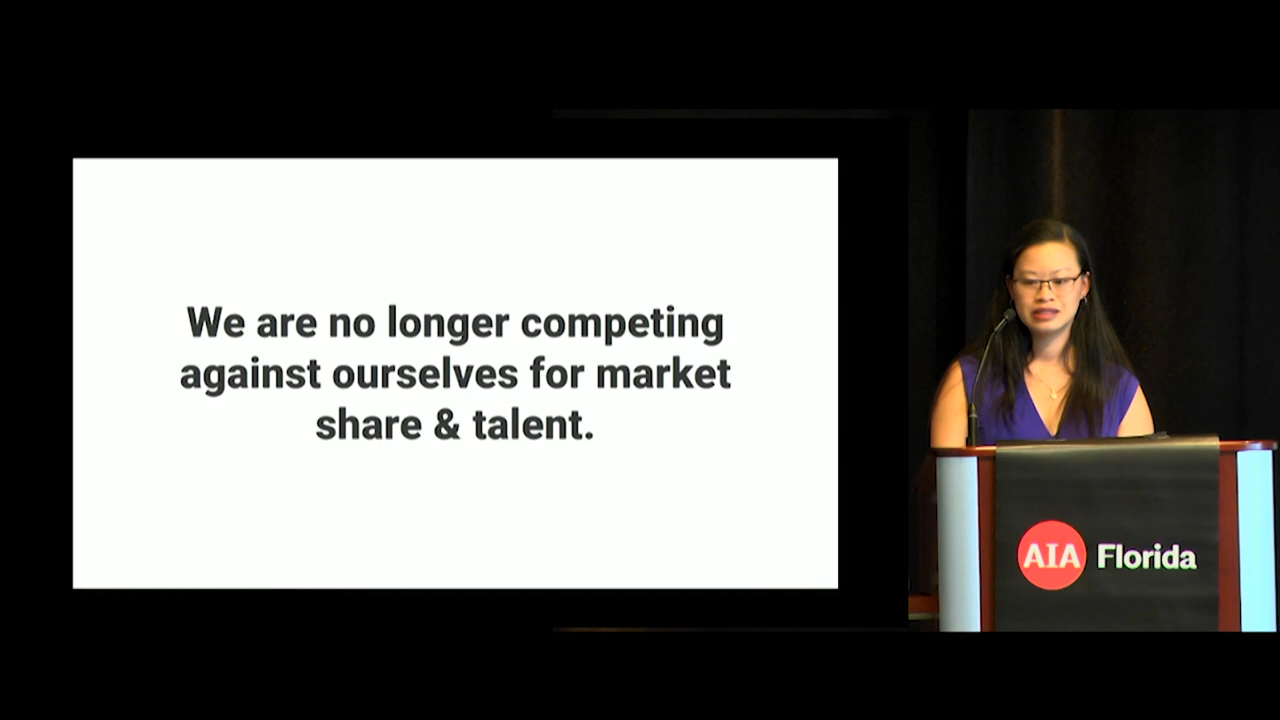 We are no longer competing
against ourselves for market
share & talent.
AIA Florida